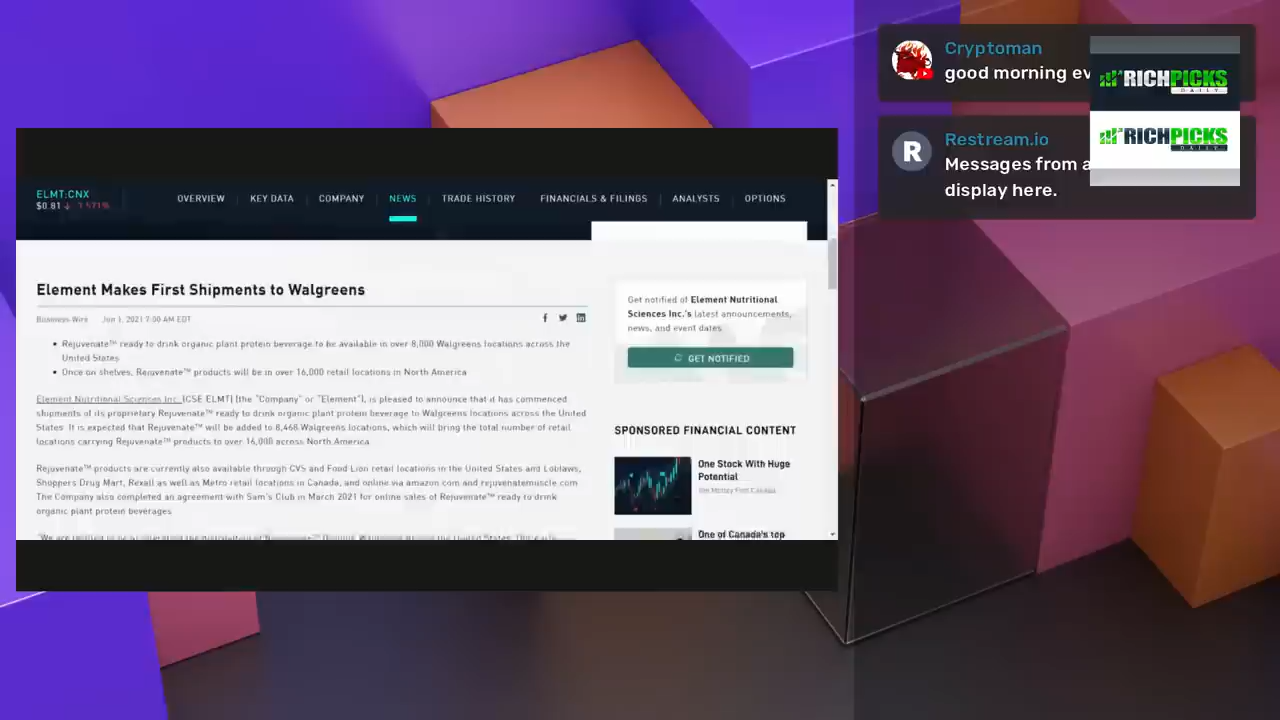 ELMT:CNX
$0.81
OVERVIEW
KEY DATA
COMPANY
NEWS
TRADE HISTORY
FINANCIALS & FILINGS
ANALYSTS
OPTIONS
Element Makes First Shipments to Walgreens
Business Wire Jun 1, 2021 7:00 AM EDT
Rejuvenate™ ready to drink organic plant protein beverage to be available in over 8,000 Walgreens locations across the
United States
Once on shelves, Rejuvenate™ products will be in over 16,000 retail locations in North America
Element Nutritional Sciences Inc. (CSE ELMT) (the "Company" or "Element"), is pleased to announce that it has commenced
shipments of its proprietary Rejuvenate™ ready to drink organic plant protein beverage to Walgreens locations across the United
States. It is expected that Rejuvenate™ will be added to 8,468 Walgreens locations, which will bring the total number of retail
locations carrying Rejuvenate™ products to over 16,000 across North America
Rejuvenate™ products are currently also available through CVS and Food Lion retail locations in the United States and Loblaws,
Shoppers Drug Mart, Rexall as well as Metro retail locations in Canada, and online via amazon.com and rejuvenatemuscle.com
The Company also completed an agreement with Sam's Club in March 2021 for online sales of Rejuvenate™ ready to drink
organic plant protein beverages
Get notified of Element Nutritional
Sciences Inc.'s latest announcements,
news, and event dates
GET NOTIFIED
SPONSORED FINANCIAL CONTENT
One Stock With Huge
Potential
One of Canada's top
Cryptoman
good morning ev
R
Restream.io
Messages from a
display here.
RICHPICKS
DAILY
RICHPICKS
DAILY